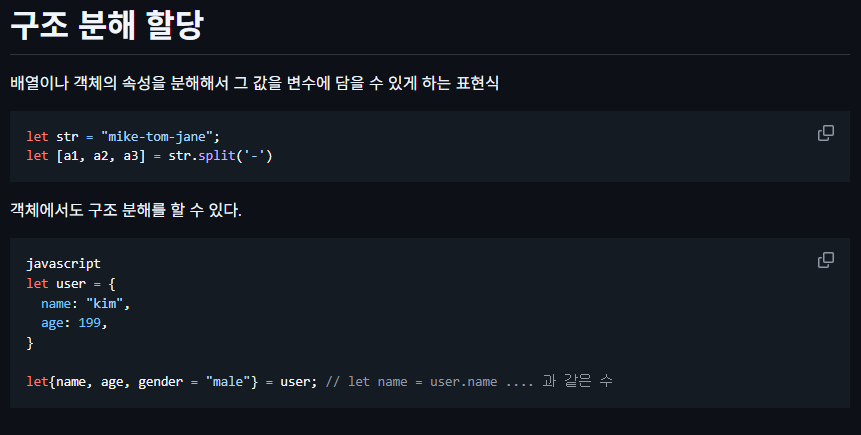 구조 분해 할당
배열이나 객체의 속성을 분해해서 그 값을 변수에 담을 수 있게 하는 표현식
let str = "mike-tom-jane";
let [a1, a2, a3] = str.split('-')
객체에서도 구조 분해를 할 수 있다.
javascript
let user = {
  name: "kim",
  age: 199,
}
let{name, age, gender = "male"} = user; // let name = user.name .... 과 같은 수